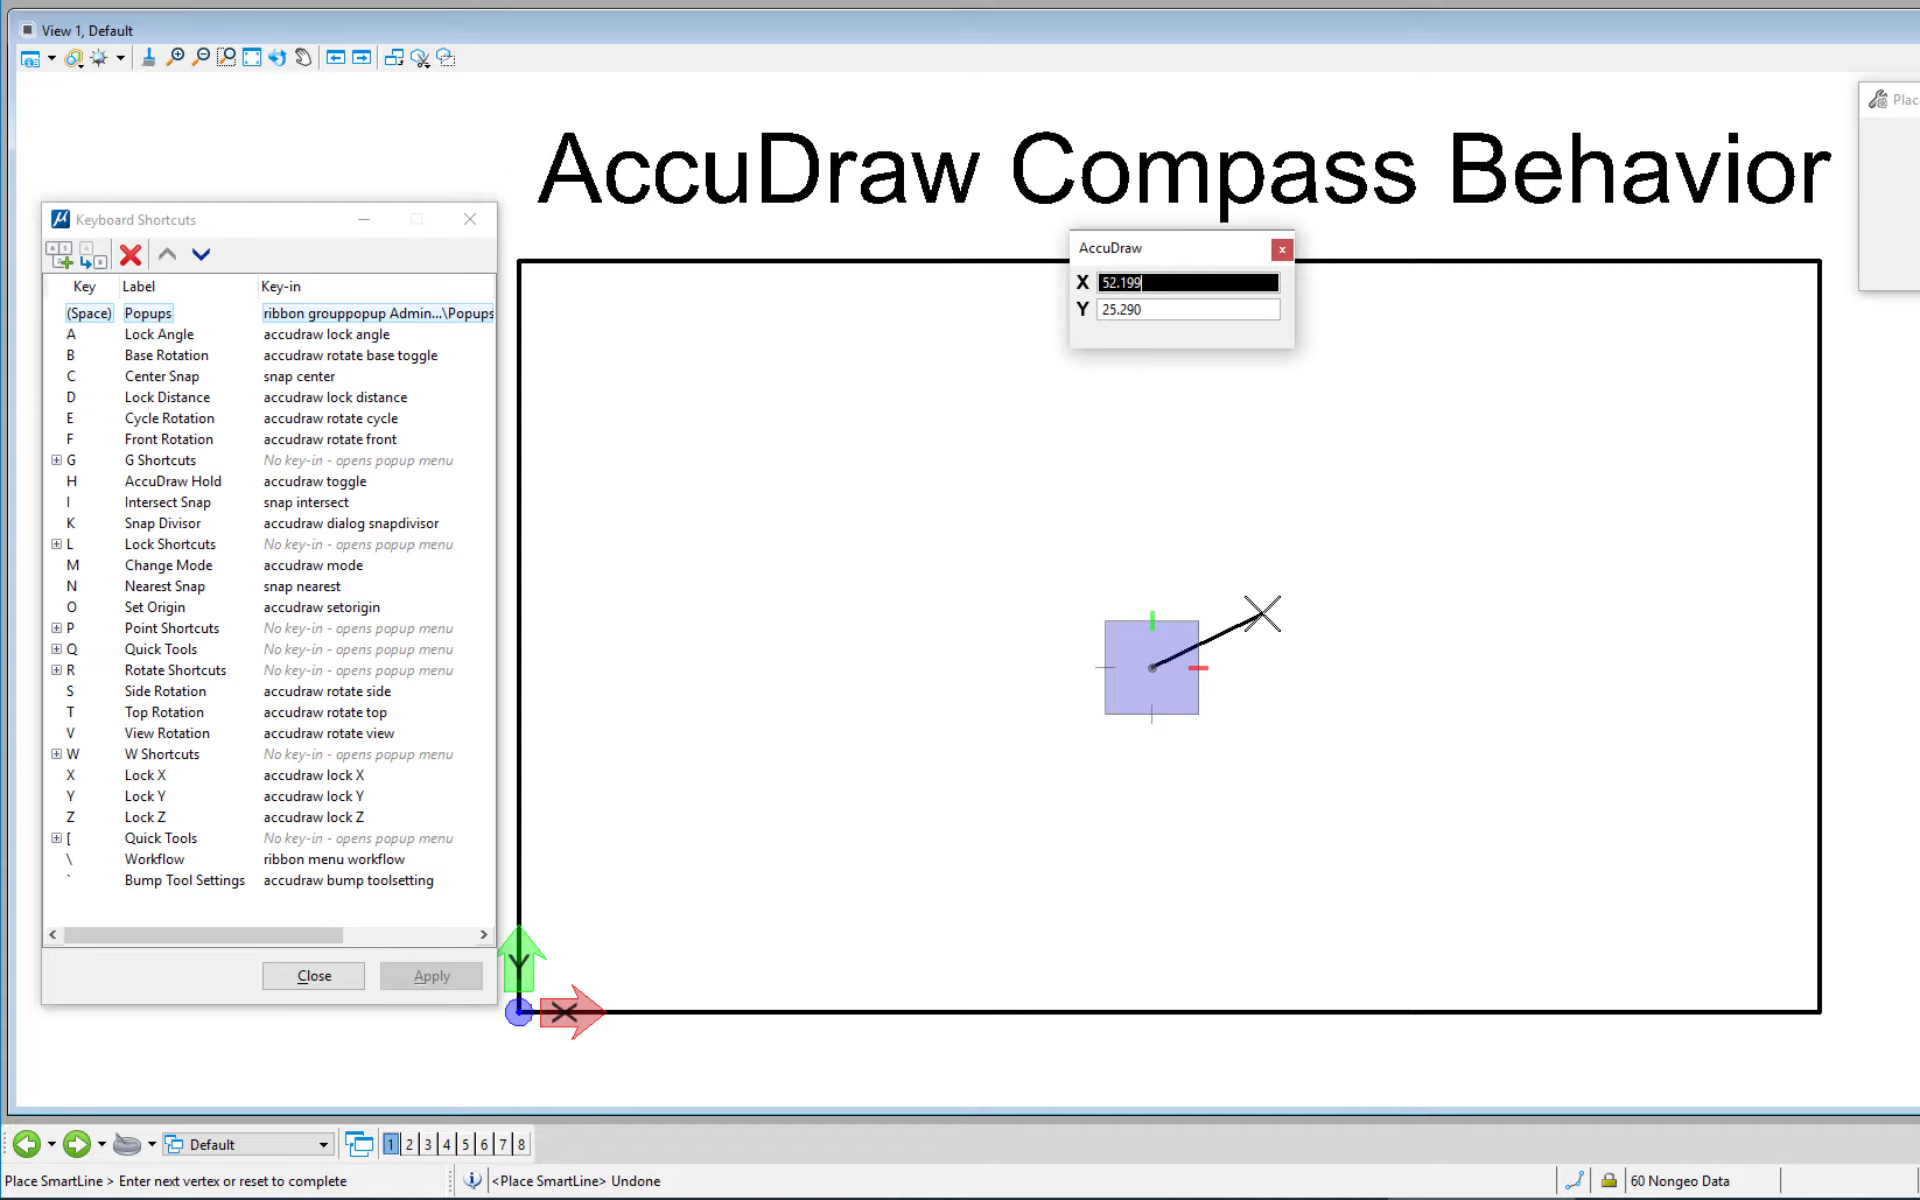 View 1, Default
Plac
AccuDraw Compass Behavior
Keyboard Shortcuts
Key Label Key-in
(Space) Popups ribbon grouppopup Admin...\Popups
A Lock Angle accudraw lock angle
B Base Rotation accudraw rotate base toggle
C Center Snap snap center
D Lock Distance accudraw lock distance
E Cycle Rotation accudraw rotate cycle
F Front Rotation accudraw rotate front
G G Shortcuts No key-in - opens popup menu
H AccuDraw Hold accudraw toggle
I Intersect Snap snap intersect
K Snap Divisor accudraw dialog snapdivisor
L Lock Shortcuts No key-in - opens popup menu
M Change Mode accudraw mode
N Nearest Snap snap nearest
O Set Origin accudraw setorigin
P Point Shortcuts No key-in - opens popup menu
Q Quick Tools No key-in - opens popup menu
R Rotate Shortcuts No key-in - opens popup menu
S Side Rotation accudraw rotate side
T Top Rotation accudraw rotate top
V View Rotation accudraw rotate view
W W Shortcuts No key-in - opens popup menu
X Lock X accudraw lock X
Y Lock Y accudraw lock Y
Z Lock Z accudraw lock Z
[ Quick Tools No key-in - opens popup menu
\ Workflow ribbon menu workflow
` Bump Tool Settings accudraw bump toolsetting
Close Apply
AccuDraw
X 52.199
Y 25.290
Y
X
Default 1 2 3 4 5 6 7 8
Place SmartLine > Enter next vertex or reset to complete
<Place SmartLine> Undone
60 Nongeo Data